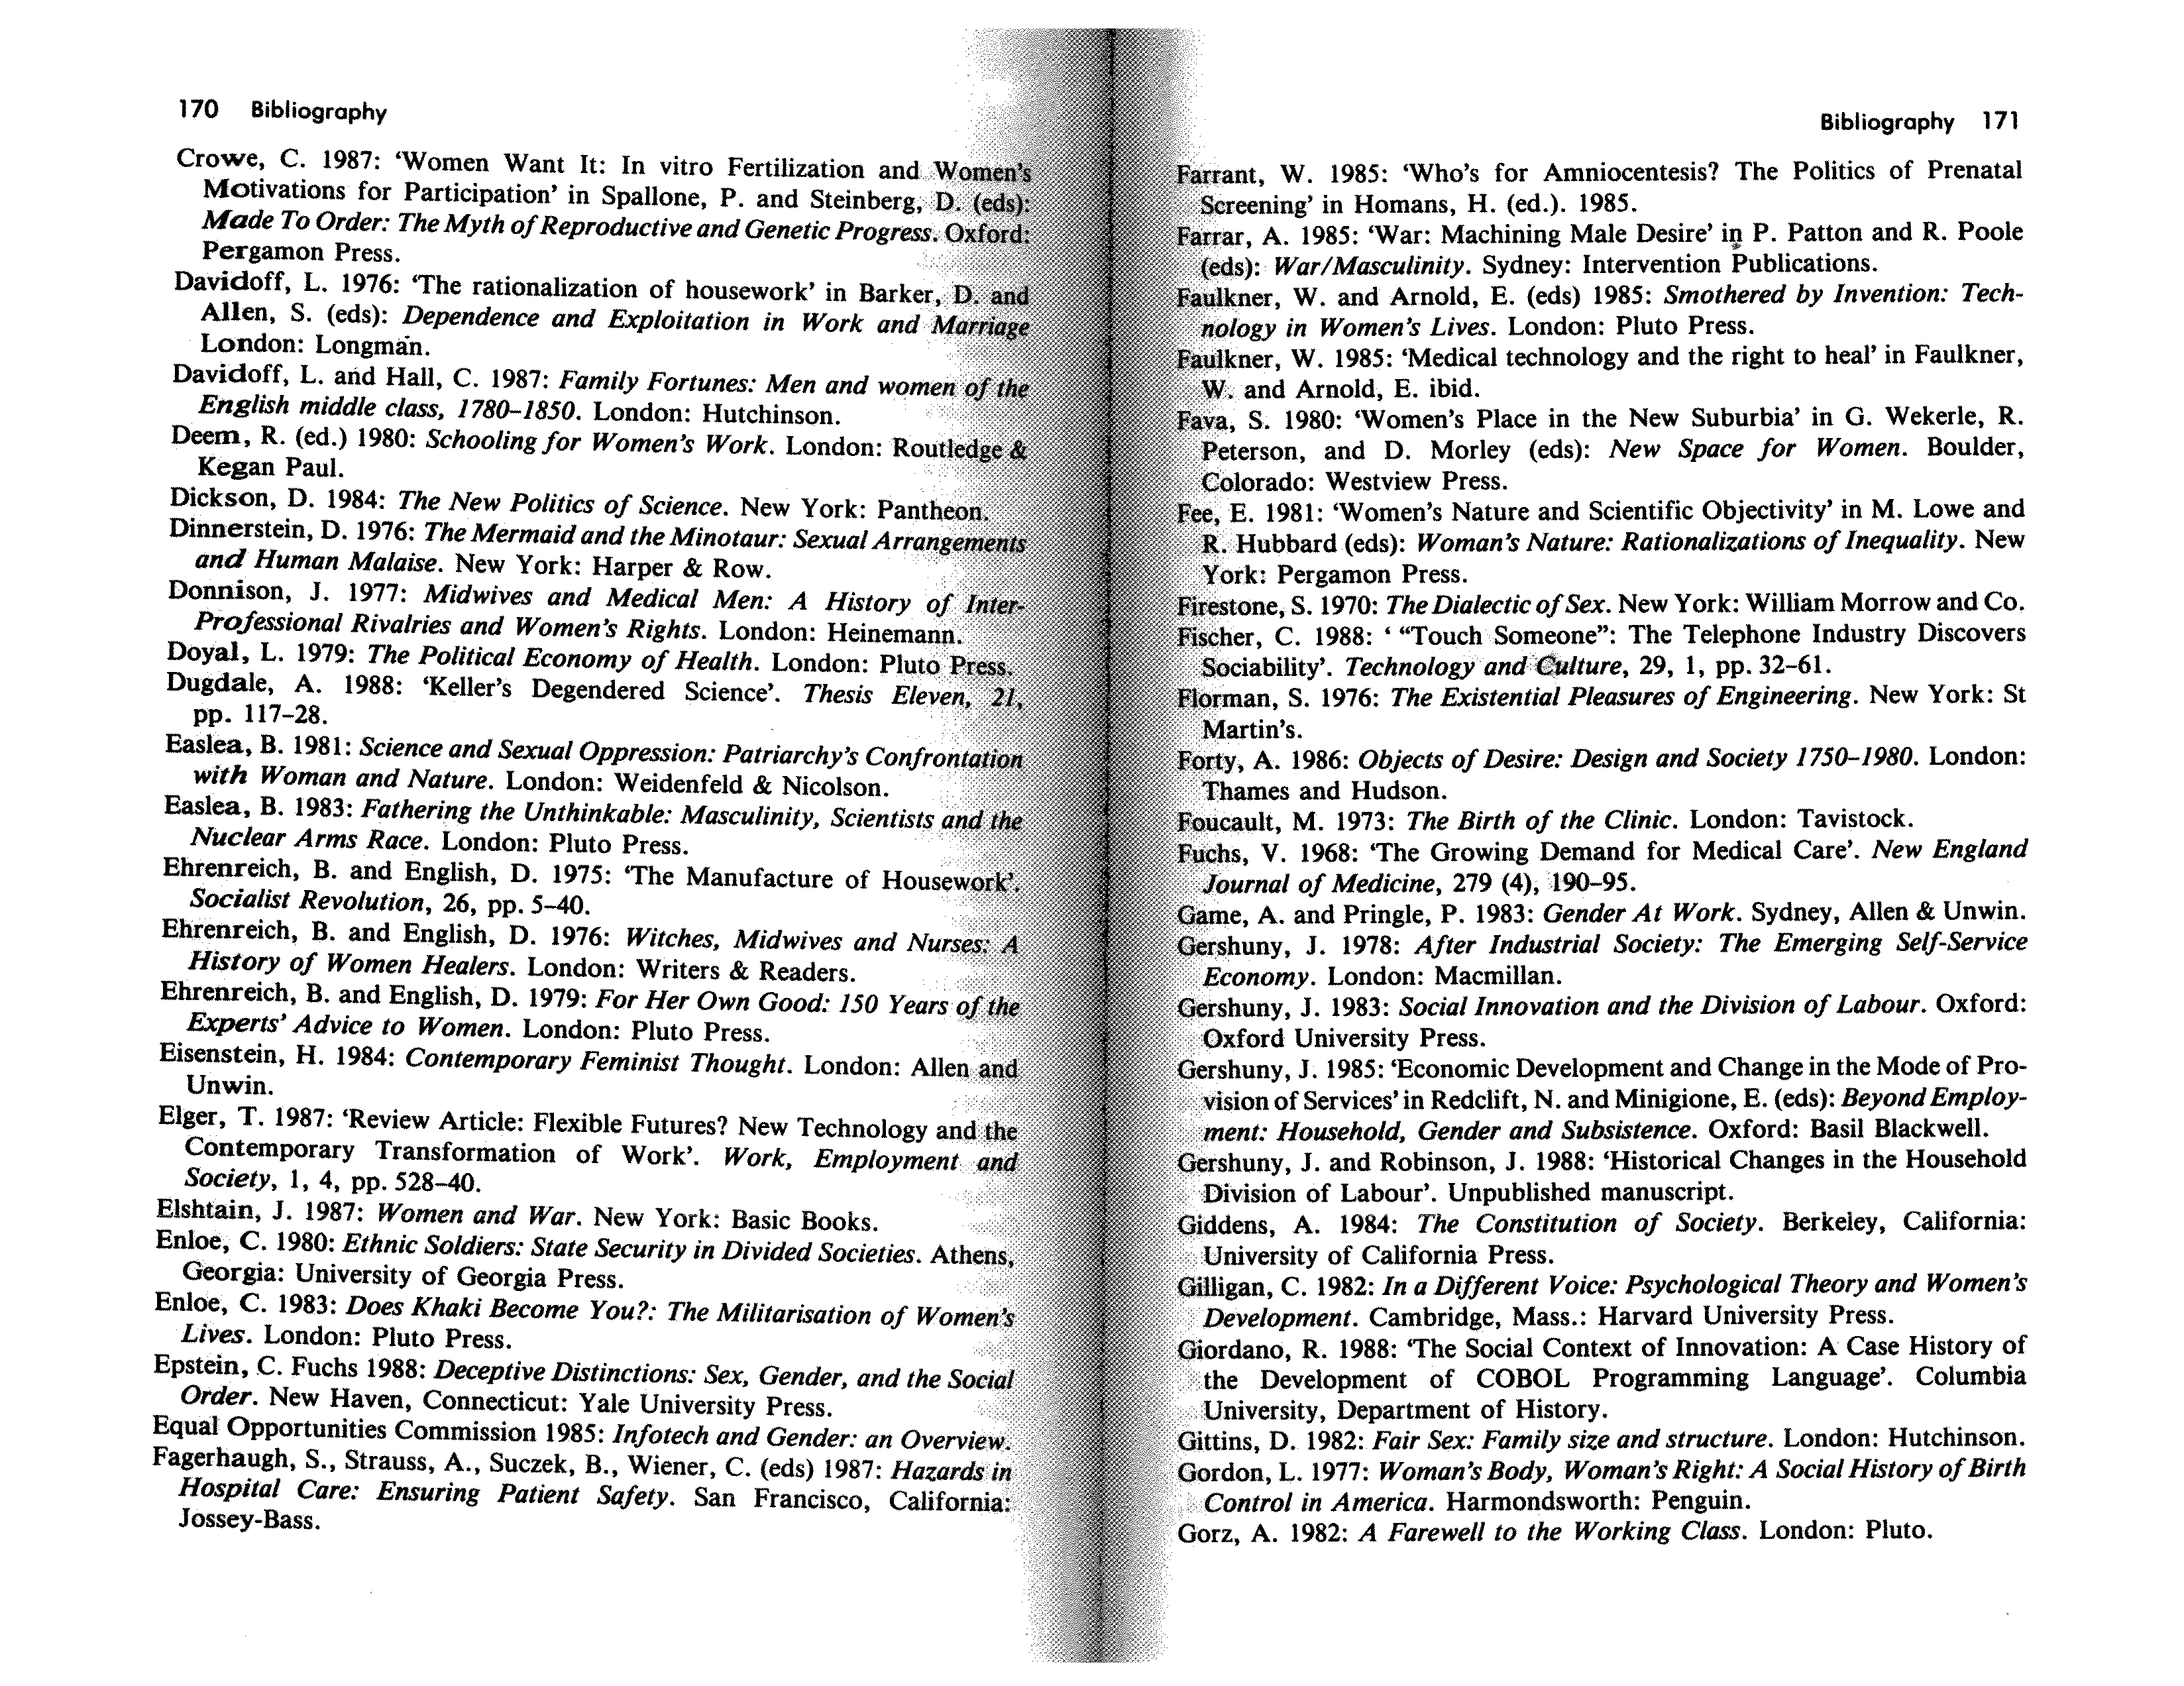 170 Bibliography
Crowe, C. 1987: ‘Women Want It: In vitro Fertilization and Women’s
Motivations for Participation’ in Spallone, P. and Steinberg, D. (eds):
Made To Order: The Myth of Reproductive and Genetic Progress. Oxford:
Pergamon Press.
Davidoff, L. 1976: ‘The rationalization of housework’ in Barker, D. and
Allen, S. (eds): Dependence and Exploitation in Work and Marriage
London: Longman.
Davidoff, L. and Hall, C. 1987: Family Fortunes: Men and women of the
English middle class, 1780–1850. London: Hutchinson.
Deem, R. (ed.) 1980: Schooling for Women’s Work. London: Routledge &
Kegan Paul.
Dickson, D. 1984: The New Politics of Science. New York: Pantheon.
Dinnerstein, D. 1976: The Mermaid and the Minotaur: Sexual Arrangements
and Human Malaise. New York: Harper & Row.
Donnison, J. 1977: Midwives and Medical Men: A History of Inter-
Professional Rivalries and Women’s Rights. London: Heinemann.
Doyal, L. 1979: The Political Economy of Health. London: Pluto Press.
Dugdale, A. 1988: ‘Keller’s Degendered Science’. Thesis Eleven, 21,
pp. 117–28.
Easlea, B. 1981: Science and Sexual Oppression: Patriarchy’s Confrontation
with Woman and Nature. London: Weidenfeld & Nicolson.
Easlea, B. 1983: Fathering the Unthinkable: Masculinity, Scientists and the
Nuclear Arms Race. London: Pluto Press.
Ehrenreich, B. and English, D. 1975: ‘The Manufacture of Housework’.
Socialist Revolution, 26, pp. 5–40.
Ehrenreich, B. and English, D. 1976: Witches, Midwives and Nurses: A
History of Women Healers. London: Writers & Readers.
Ehrenreich, B. and English, D. 1979: For Her Own Good: 150 Years of the
Experts’ Advice to Women. London: Pluto Press.
Eisenstein, H. 1984: Contemporary Feminist Thought. London: Allen and
Unwin.
Elger, T. 1987: ‘Review Article: Flexible Futures? New Technology and the
Contemporary Transformation of Work’. Work, Employment and
Society, 1, 4, pp. 528–40.
Elshtain, J. 1987: Women and War. New York: Basic Books.
Enloe, C. 1980: Ethnic Soldiers: State Security in Divided Societies. Athens,
Georgia: University of Georgia Press.
Enloe, C. 1983: Does Khaki Become You?: The Militarisation of Women’s
Lives. London: Pluto Press.
Epstein, C. Fuchs 1988: Deceptive Distinctions: Sex, Gender, and the Social
Order. New Haven, Connecticut: Yale University Press.
Equal Opportunities Commission 1985: Infotech and Gender: an Overview.
Fagerhaugh, S., Strauss, A., Suczek, B., Wiener, C. (eds) 1987: Hazards in
Hospital Care: Ensuring Patient Safety. San Francisco, California:
Jossey-Bass.
Bibliography 171
Farrant, W. 1985: ‘Who’s for Amniocentesis? The Politics of Prenatal
Screening’ in Homans, H. (ed.). 1985.
Farrar, A. 1985: ‘War: Machining Male Desire’ in P. Patton and R. Poole
(eds): War/Masculinity. Sydney: Intervention Publications.
Faulkner, W. and Arnold, E. (eds) 1985: Smothered by Invention: Tech-
nology in Women’s Lives. London: Pluto Press.
Faulkner, W. 1985: ‘Medical technology and the right to heal’ in Faulkner,
W. and Arnold, E. ibid.
Fava, S. 1980: ‘Women’s Place in the New Suburbia’ in G. Wekerle, R.
Peterson, and D. Morley (eds): New Space for Women. Boulder,
Colorado: Westview Press.
Fee, E. 1981: ‘Women’s Nature and Scientific Objectivity’ in M. Lowe and
R. Hubbard (eds): Woman’s Nature: Rationalizations of Inequality. New
York: Pergamon Press.
Firestone, S. 1970: The Dialectic of Sex. New York: William Morrow and Co.
Fischer, C. 1988: ‘ “Touch Someone”: The Telephone Industry Discovers
Sociability’. Technology and Culture, 29, 1, pp. 32–61.
Florman, S. 1976: The Existential Pleasures of Engineering. New York: St
Martin’s.
Forty, A. 1986: Objects of Desire: Design and Society 1750–1980. London:
Thames and Hudson.
Foucault, M. 1973: The Birth of the Clinic. London: Tavistock.
Fuchs, V. 1968: ‘The Growing Demand for Medical Care’. New England
Journal of Medicine, 279 (4), 190–95.
Game, A. and Pringle, P. 1983: Gender At Work. Sydney, Allen & Unwin.
Gershuny, J. 1978: After Industrial Society: The Emerging Self-Service
Economy. London: Macmillan.
Gershuny, J. 1983: Social Innovation and the Division of Labour. Oxford:
Oxford University Press.
Gershuny, J. 1985: ‘Economic Development and Change in the Mode of Pro-
vision of Services’ in Redclift, N. and Minigione, E. (eds): Beyond Employ-
ment: Household, Gender and Subsistence. Oxford: Basil Blackwell.
Gershuny, J. and Robinson, J. 1988: ‘Historical Changes in the Household
Division of Labour’. Unpublished manuscript.
Giddens, A. 1984: The Constitution of Society. Berkeley, California:
University of California Press.
Gilligan, C. 1982: In a Different Voice: Psychological Theory and Women’s
Development. Cambridge, Mass.: Harvard University Press.
Giordano, R. 1988: ‘The Social Context of Innovation: A Case History of
the Development of COBOL Programming Language’. Columbia
University, Department of History.
Gittins, D. 1982: Fair Sex: Family size and structure. London: Hutchinson.
Gordon, L. 1977: Woman’s Body, Woman’s Right: A Social History of Birth
Control in America. Harmondsworth: Penguin.
Gorz, A. 1982: A Farewell to the Working Class. London: Pluto.